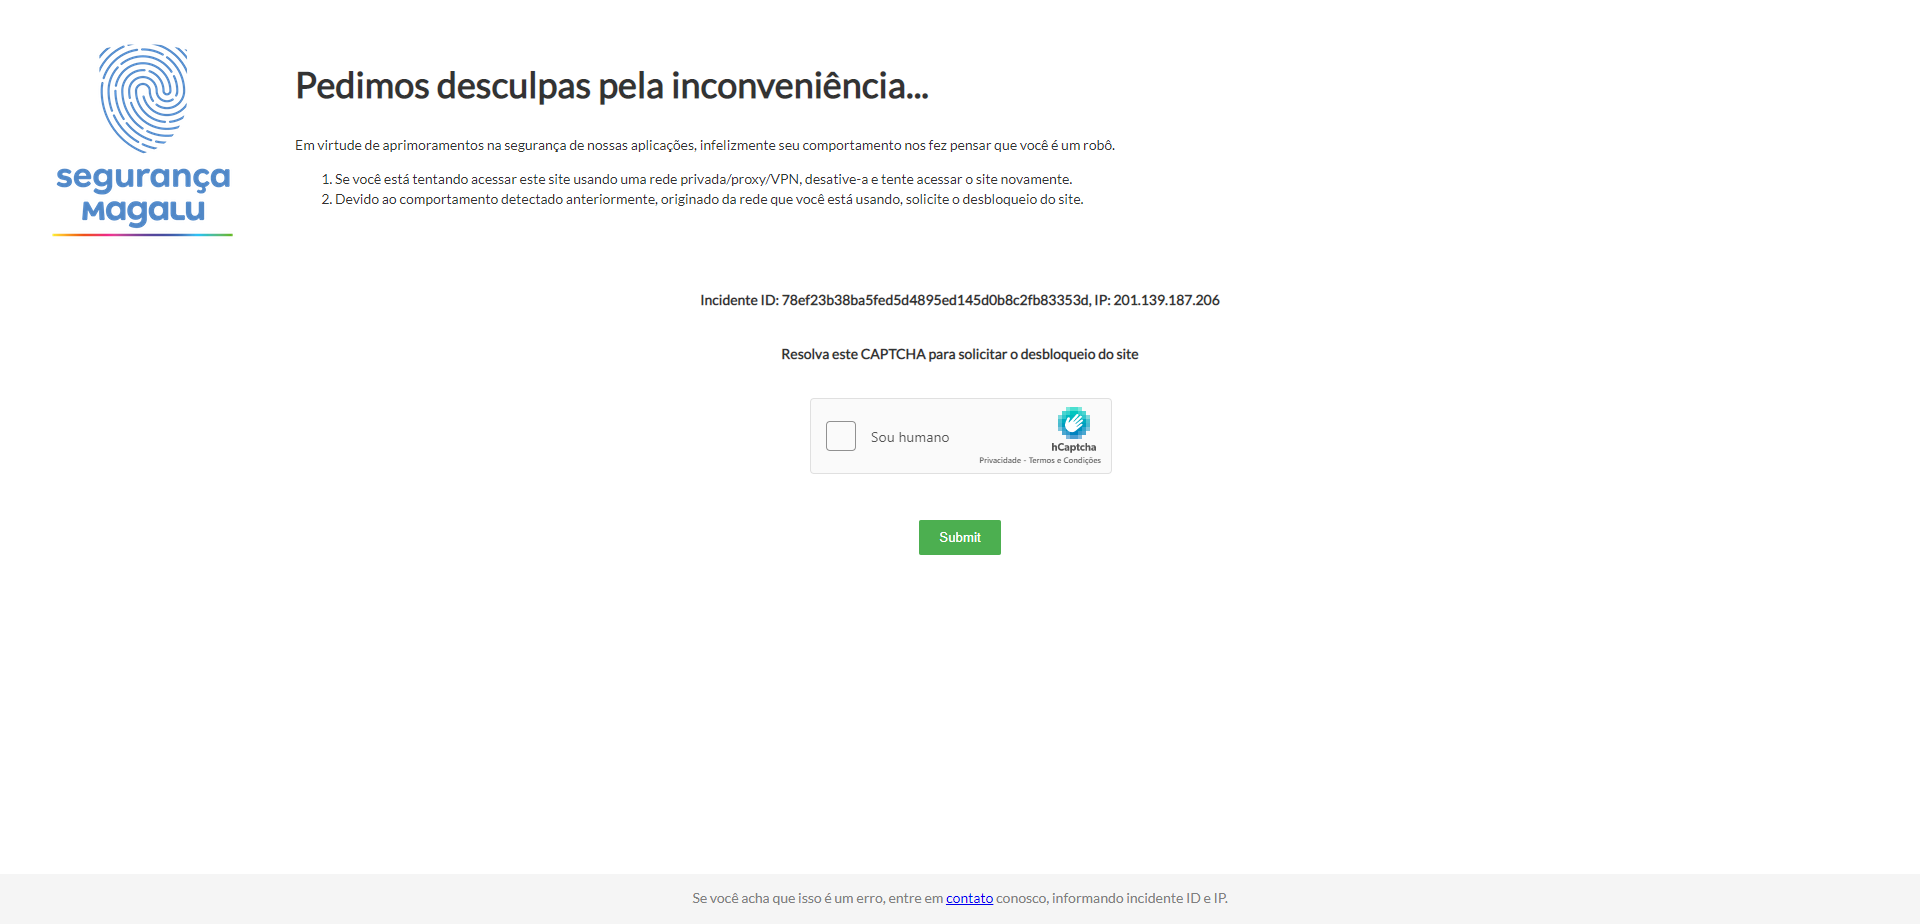 segurança
Magalu
Pedimos desculpas pela inconveniência...
Em virtude de aprimoramentos na segurança de nossas aplicações, infelizmente seu comportamento nos fez pensar que você é um robô.
1. Se você está tentando acessar este site usando uma rede privada/proxy/VPN, desative-a e tente acessar o site novamente.
2. Devido ao comportamento detectado anteriormente, originado da rede que você está usando, solicite o desbloqueio do site.
Incidente ID: 78ef23b38ba5fed5d4895ed145d0b8c2fb83353d, IP: 201.139.187.206
Resolva este CAPTCHA para solicitar o desbloqueio do site
Sou humano
hCaptcha
Privacidade - Termos e Condições
Submit
Se você acha que isso é um erro, entre em contato conosco, informando incidente ID e IP.